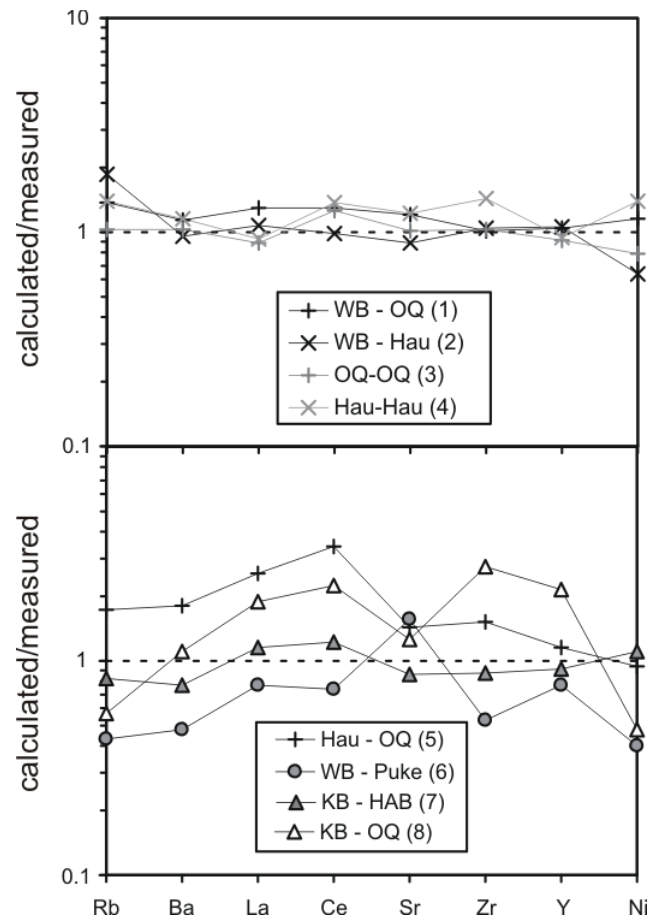 10
calculated/measured
1
WB - OQ (1)
WB - Hau (2)
OQ-OQ (3)
Hau-Hau (4)
0.1
calculated/measured
1
Hau - OQ (5)
WB - Puke (6)
KB - HAB (7)
KB - OQ (8)
0.1
Rb Ba La Ce Sr Zr Y Ni